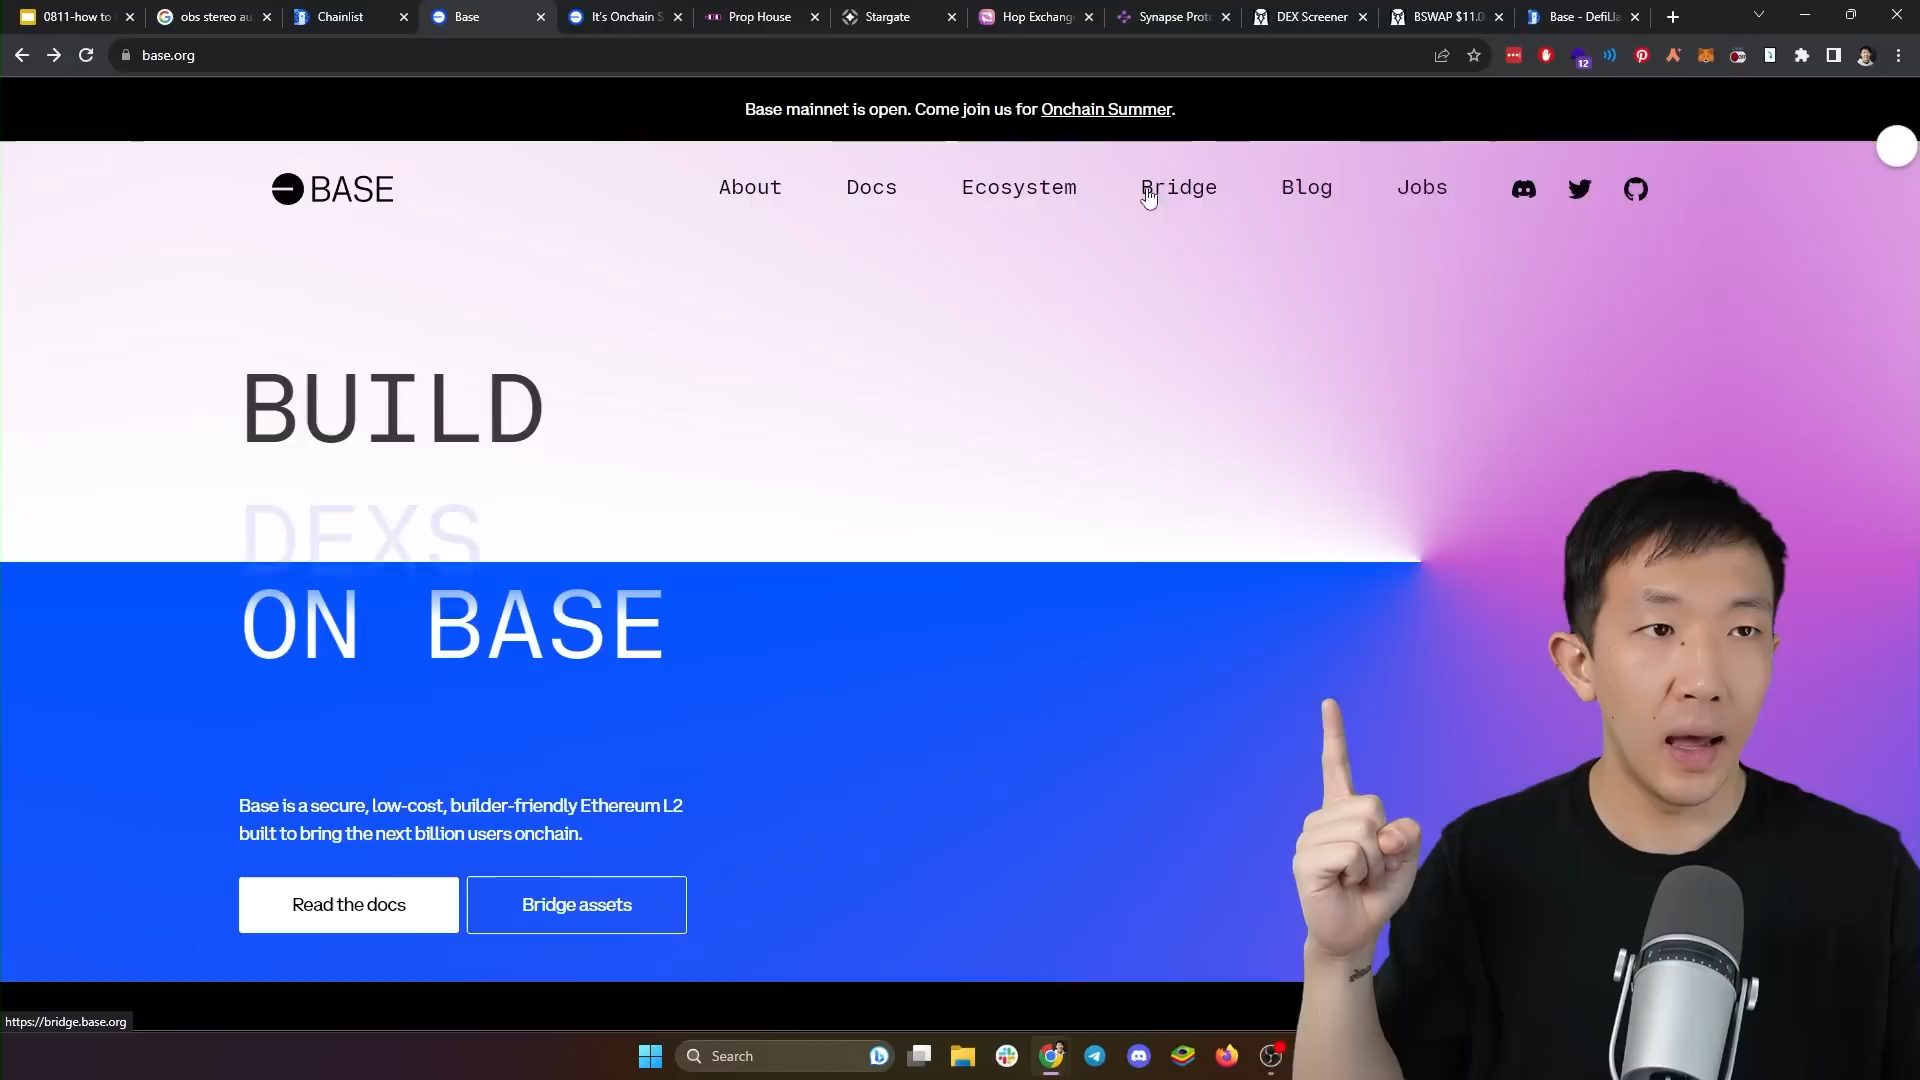 0811-how to
obs stereo au
Chainlist
Base
It's Onchain S
Prop House
Stargate
Hop Exchang
Synapse Prot
DEX Screener
BSWAP $11.0
Base - DefiLla
base.org
12
Base mainnet is open. Come join us for Onchain Summer.
BASE
About
Docs
Ecosystem
Bridge
Blog
Jobs
BUILD
DEXS
ON BASE
Base is a secure, low-cost, builder-friendly Ethereum L2
built to bring the next billion users onchain.
Read the docs
Bridge assets
https://bridge.base.org
Search